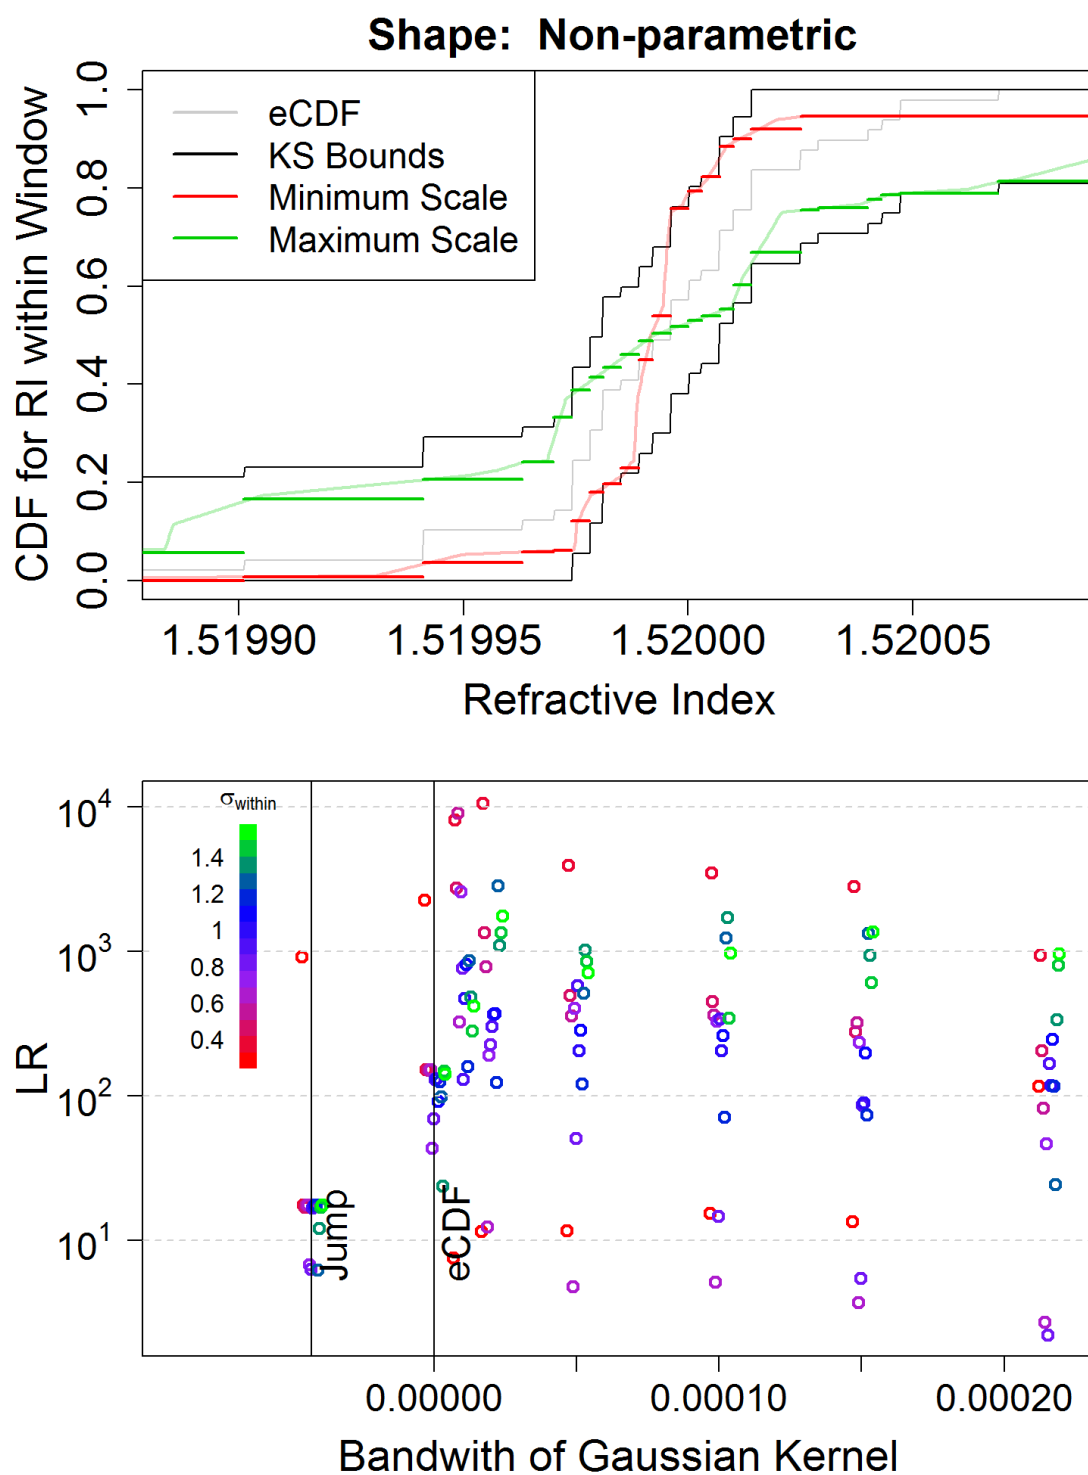 Shape:  Non-parametric
eCDF
KS Bounds
Minimum Scale
Maximum Scale
CDF for RI within Window
1.0
0.8
0.6
0.4
0.2
0.0
1.51990 1.51995 1.52000 1.52005
Refractive Index
LR
10^4
10^3
10^2
10^1
σwithin
1.4
1.2
1
0.8
0.6
0.4
Jump
eCDF
0.00000 0.00010 0.00020
Bandwith of Gaussian Kernel